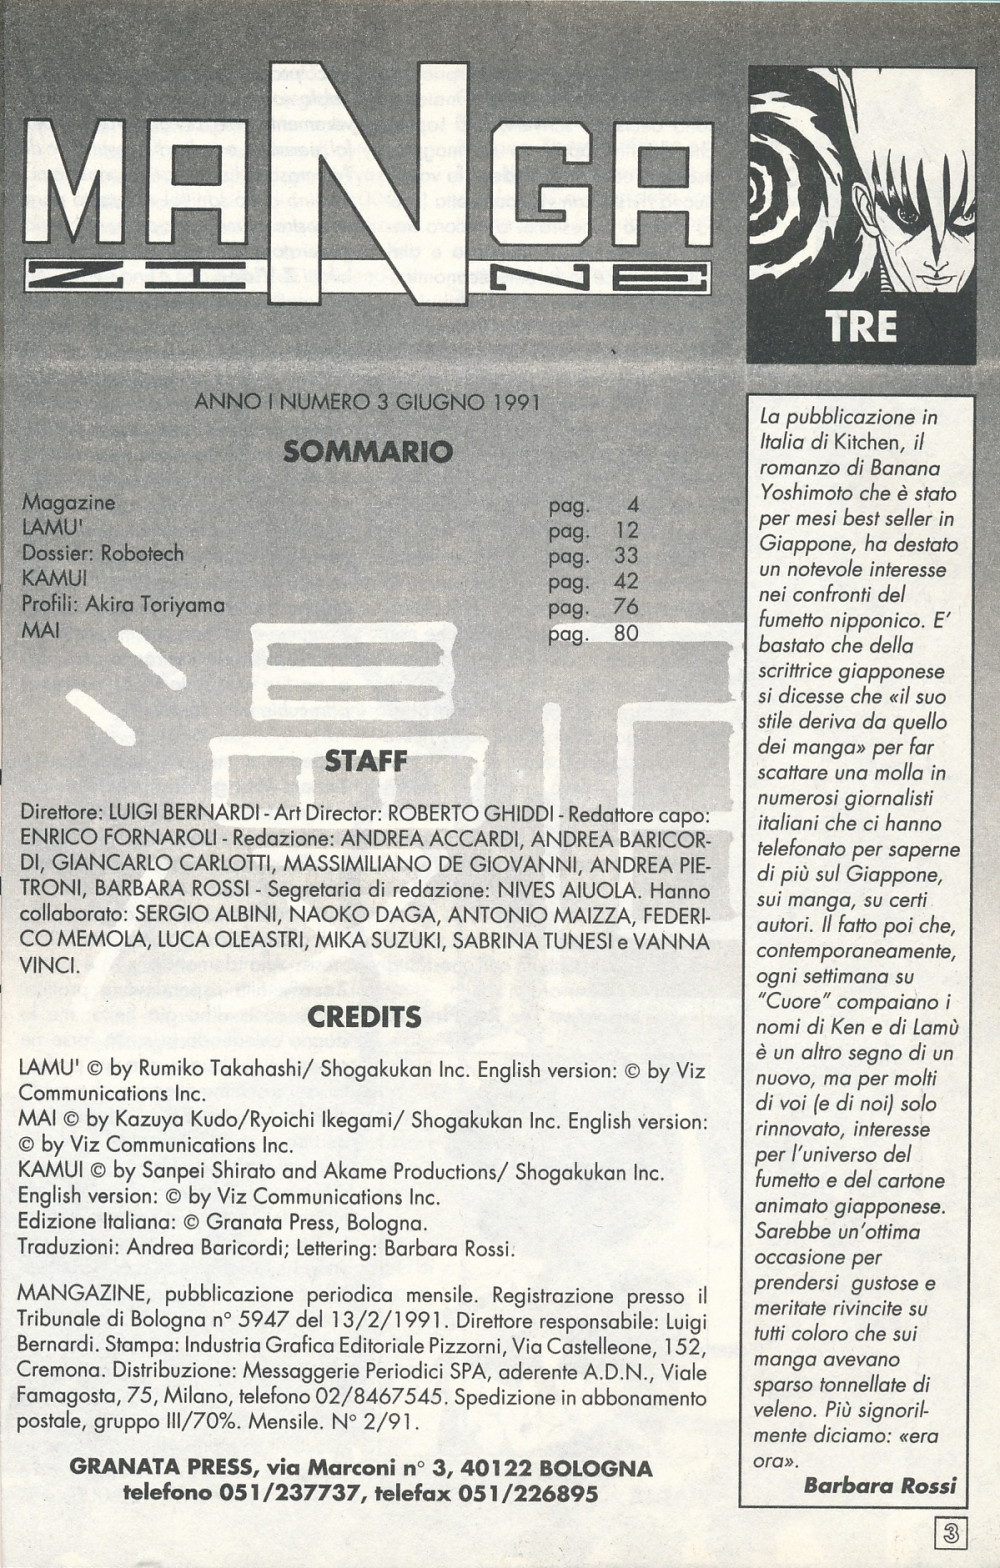 MANGA
ZINE
TRE
ANNO I NUMERO 3 GIUGNO 1991
SOMMARIO
Magazine pag. 4
LAMU' pag. 12
Dossier: Robotech pag. 33
KAMUI pag. 42
Profili: Akira Toriyama pag. 76
MAI pag. 80
STAFF
Direttore: LUIGI BERNARDI - Art Director: ROBERTO GHIDDI - Redattore capo:
ENRICO FORNAROLI - Redazione: ANDREA ACCARDI, ANDREA BARICOR-
DI, GIANCARLO CARLOTTI, MASSIMILIANO DE GIOVANNI, ANDREA PIE-
TRONI, BARBARA ROSSI - Segretaria di redazione: NIVES AIUOLA. Hanno
collaborato: SERGIO ALBINI, NAOKO DAGA, ANTONIO MAIZZA, FEDERI-
CO MEMOLA, LUCA OLEASTRI, MIKA SUZUKI, SABRINA TUNESI e VANNA
VINCI.
CREDITS
LAMU' © by Rumiko Takahashi/ Shogakukan Inc. English version: © by Viz
Communications Inc.
MAI © by Kazuya Kudo/Ryoichi Ikegami/ Shogakukan Inc. English version:
© by Viz Communications Inc.
KAMUI © by Sanpei Shirato and Akame Productions/ Shogakukan Inc.
English version: © by Viz Communications Inc.
Edizione Italiana: © Granata Press, Bologna.
Traduzioni: Andrea Baricordi; Lettering: Barbara Rossi.
MANGAZINE, pubblicazione periodica mensile. Registrazione presso il
Tribunale di Bologna n° 5947 del 13/2/1991. Direttore responsabile: Luigi
Bernardi. Stampa: Industria Grafica Editoriale Pizzorni, Via Castelleone, 152,
Cremona. Distribuzione: Messaggerie Periodici SPA, aderente A.D.N., Viale
Famagosta, 75, Milano, telefono 02/8467545. Spedizione in abbonamento
postale, gruppo III/70%. Mensile. N° 2/91.
GRANATA PRESS, via Marconi n° 3, 40122 BOLOGNA
telefono 051/237737, telefax 051/226895
La pubblicazione in
Italia di Kitchen, il
romanzo di Banana
Yoshimoto che è stato
per mesi best seller in
Giappone, ha destato
un notevole interesse
nei confronti del
fumetto nipponico. E'
bastato che della
scrittrice giapponese
si dicesse che «il suo
stile deriva da quello
dei manga» per far
scattare una molla in
numerosi giornalisti
italiani che ci hanno
telefonato per saperne
di più sul Giappone,
sui manga, su certi
autori. Il fatto poi che,
contemporaneamente,
ogni settimana su
"Cuore" compaiano i
nomi di Ken e di Lamù
è un altro segno di un
nuovo, ma per molti
di voi (e di noi) solo
rinnovato, interesse
per l'universo del
fumetto e del cartone
animato giapponese.
Sarebbe un'ottima
occasione per
prendersi gustose e
meritate rivincite su
tutti coloro che sui
manga avevano
sparso tonnellate di
veleno. Più signoril-
mente diciamo: «era
ora».
Barbara Rossi
3